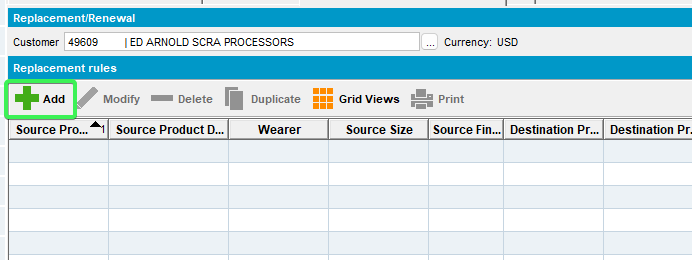 Replacement/Renewal
Customer 49609 | ED ARNOLD SCRA PROCESSORS ... Currency: USD
Replacement rules
Add Modify Delete Duplicate Grid Views Print
Source Pro... 1 Source Product D... Wearer Source Size Source Fin... Destination Pr... Destination Pr.